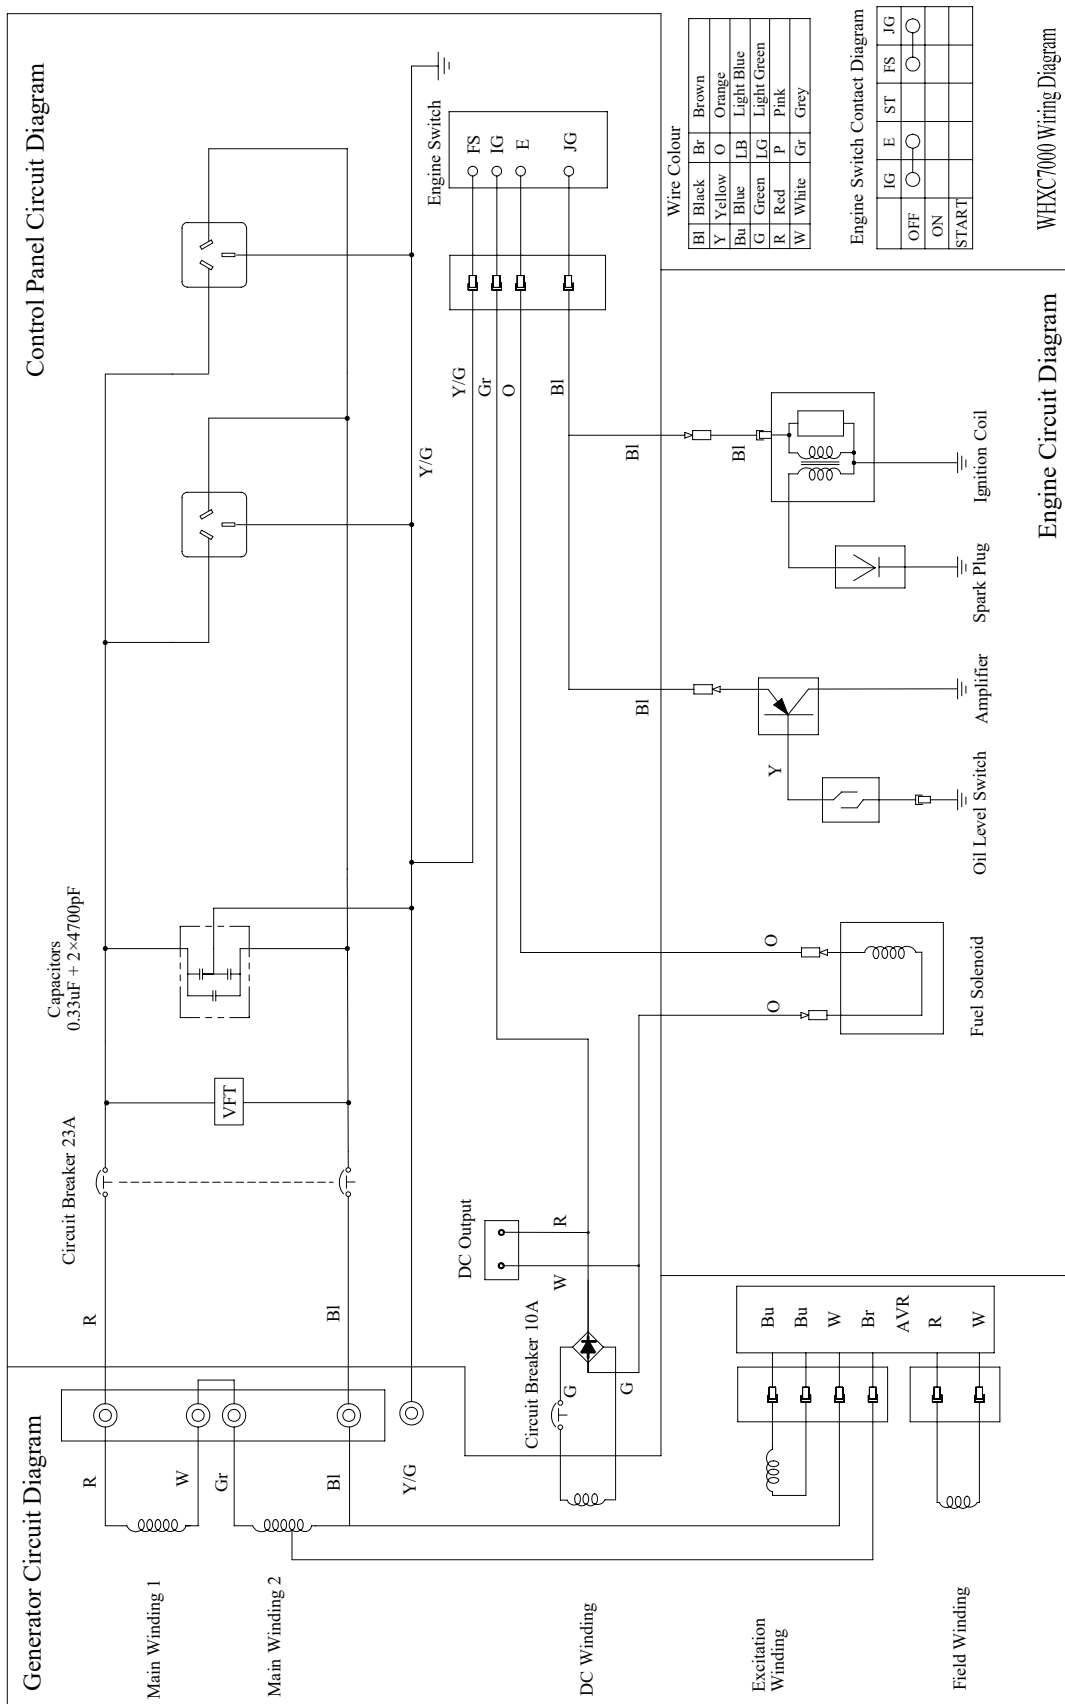 Generator Circuit Diagram
Control Panel Circuit Diagram
Main Winding 1
Main Winding 2
R
W
Gr
Bl
Y/G
R
Bl
Circuit Breaker 23A
VFT
Capacitors
0.33uF + 2×4700pF
Y/G
DC Winding
Circuit Breaker 10A
G
G
W
R
DC Output
Y/G
Gr
O
Bl
Engine Switch
FS
IG
E
JG
Excitation
Winding
Field Winding
Bu
Bu
W
Br
AVR
R
W
O
O
Fuel Solenoid
Y
Oil Level Switch
Bl
Amplifier
Spark Plug
Bl
Bl
Ignition Coil
Engine Circuit Diagram
Wire Colour
Bl Black Br Brown
Y Yellow O Orange
Bu Blue LB Light Blue
G Green LG Light Green
R Red P Pink
W White Gr Grey
Engine Switch Contact Diagram
IG E ST FS JG
OFF
ON
START
WHXC7000 Wiring Diagram